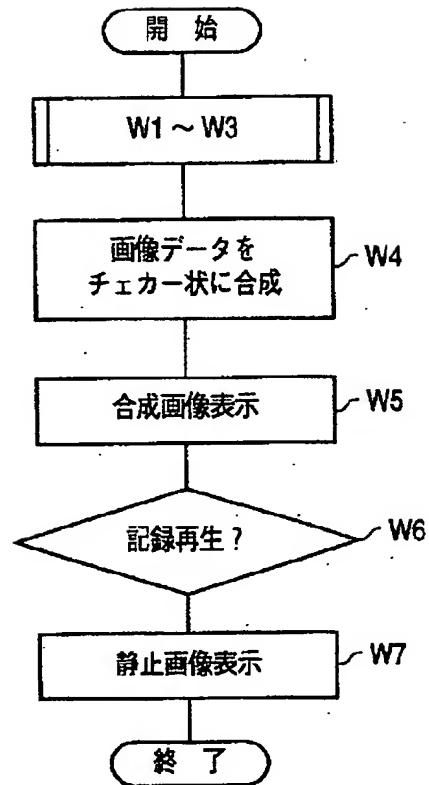 開 始
W1～W3
画像データを
チェカー状に合成
W4
合成画像表示
W5
記録再生？
W6
静止画像表示
W7
終 了